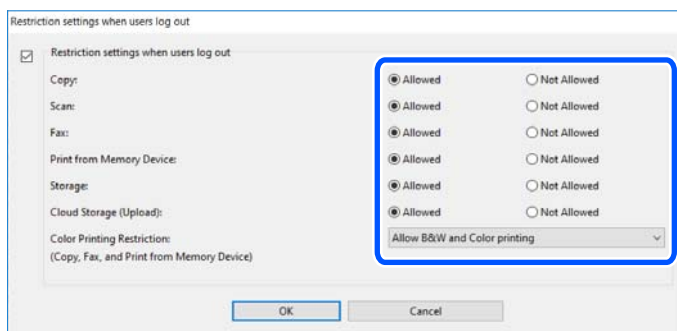 Restriction settings when users log out
Restriction settings when users log out
Copy: Allowed Not Allowed
Scan: Allowed Not Allowed
Fax: Allowed Not Allowed
Print from Memory Device: Allowed Not Allowed
Storage: Allowed Not Allowed
Cloud Storage (Upload): Allowed Not Allowed
Color Printing Restriction: Allow B&W and Color printing
(Copy, Fax, and Print from Memory Device)
OK Cancel